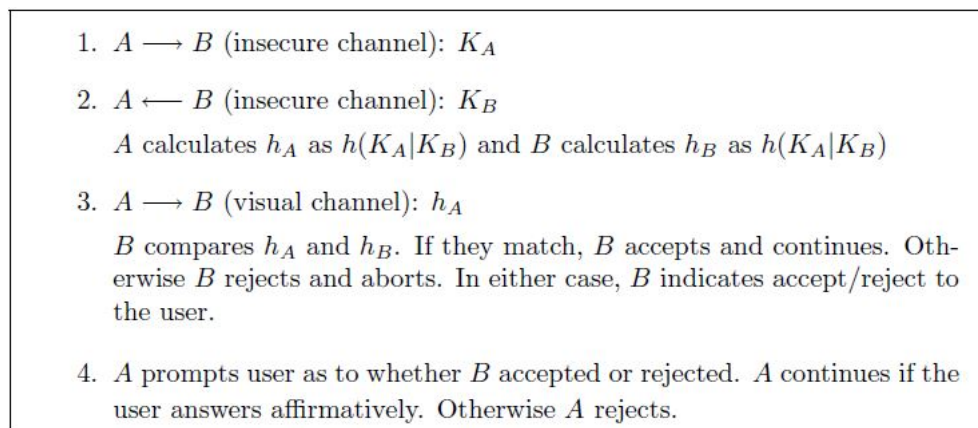 1. A ⟶ B (insecure channel): K_A
2. A ⟵ B (insecure channel): K_B
A calculates h_A as h(K_A|K_B) and B calculates h_B as h(K_A|K_B)
3. A ⟶ B (visual channel): h_A
B compares h_A and h_B. If they match, B accepts and continues. Oth-
erwise B rejects and aborts. In either case, B indicates accept/reject to
the user.
4. A prompts user as to whether B accepted or rejected. A continues if the
user answers affirmatively. Otherwise A rejects.